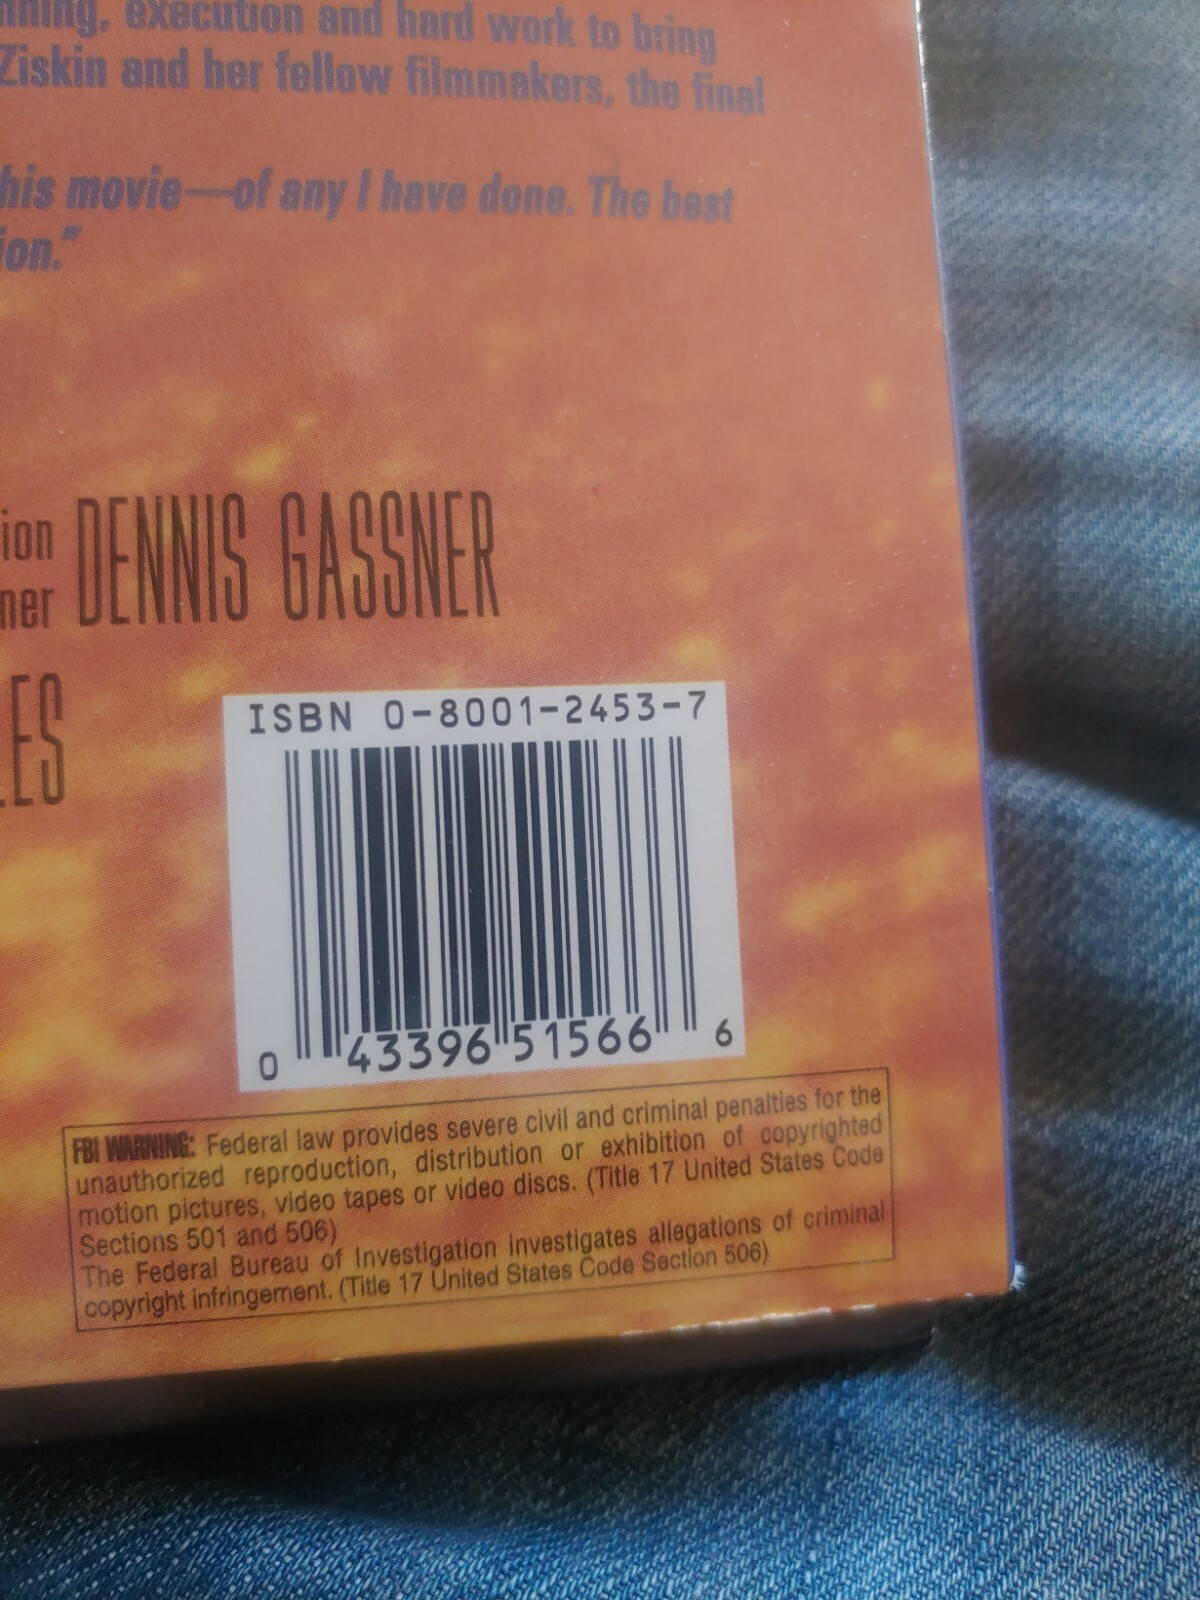 execution and hard work to bring
Ziskin and her fellow filmmakers, the final
his movie—of any I have done. The best
ion."
ion
ner
DENNIS GASSNER
LES
ISBN 0-8001-2453-7
0 43396 51566 6
FBI WARNING: Federal law provides severe civil and criminal penalties for the
unauthorized reproduction, distribution or exhibition of copyrighted
motion pictures, video tapes or video discs. (Title 17 United States Code
Sections 501 and 506)
The Federal Bureau of Investigation investigates allegations of criminal
copyright infringement. (Title 17 United States Code Section 506)